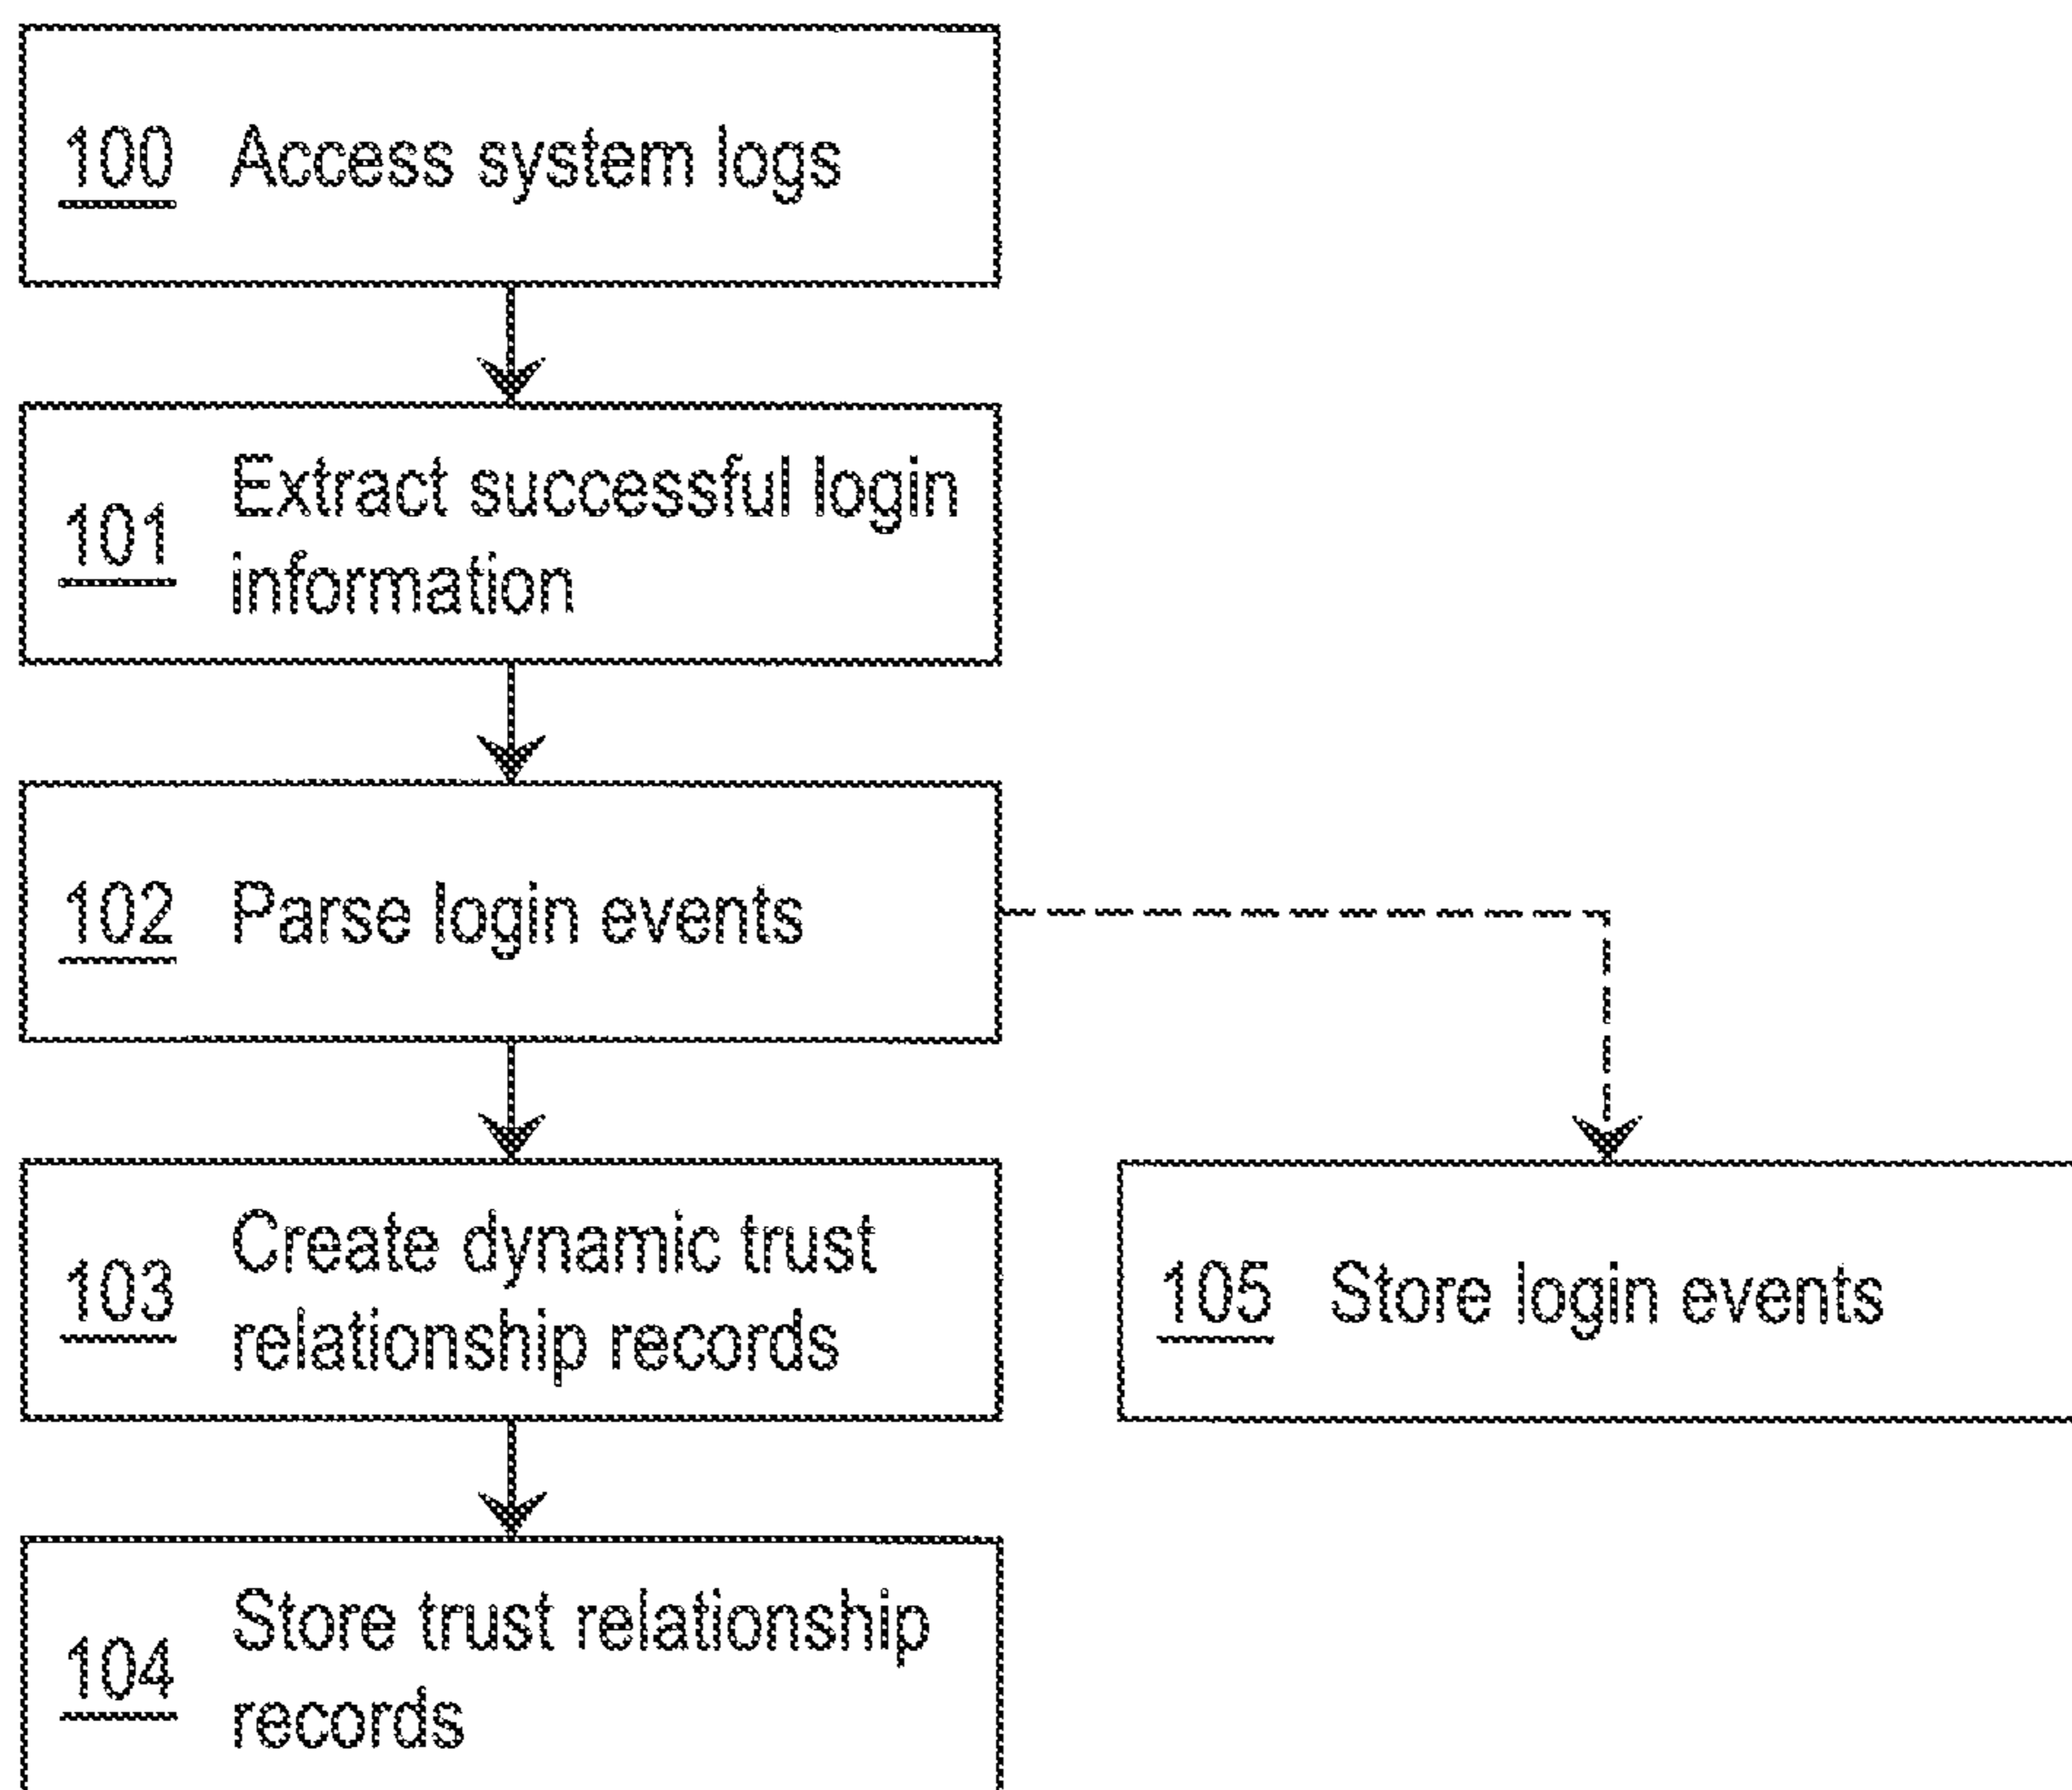 100 Access system logs
101 Extract successful login
information
102 Parse login events
103 Create dynamic trust
relationship records
105 Store login events
104 Store trust relationship
records